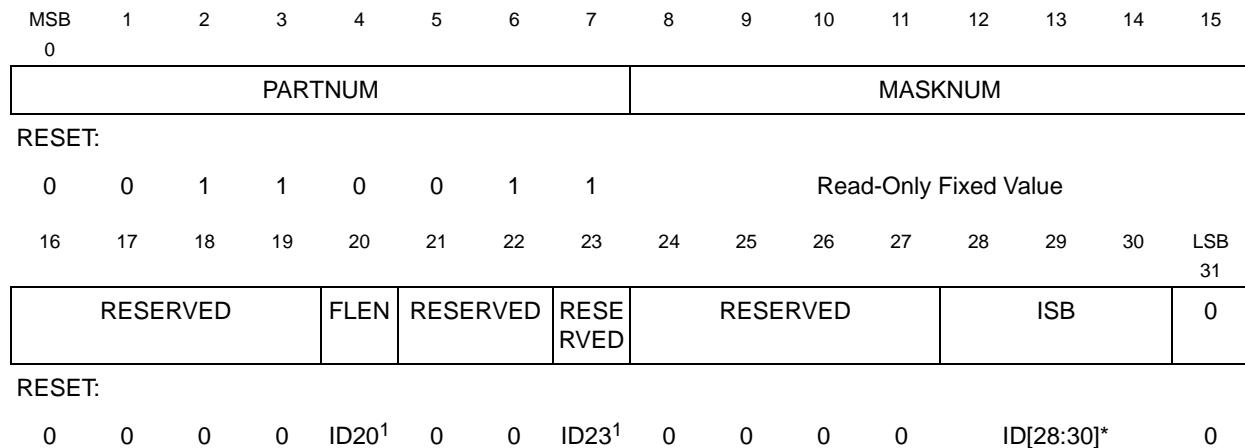 MSB 1 2 3 4 5 6 7 8 9 10 11 12 13 14 15
0
PARTNUM MASKNUM
RESET:
0 0 1 1 0 0 1 1 Read-Only Fixed Value
16 17 18 19 20 21 22 23 24 25 26 27 28 29 30 LSB
31
RESERVED FLEN RESERVED RESE RESERVED ISB 0
RVED
RESET:
0 0 0 0 ID20¹ 0 0 ID23¹ 0 0 0 0 ID[28:30]* 0